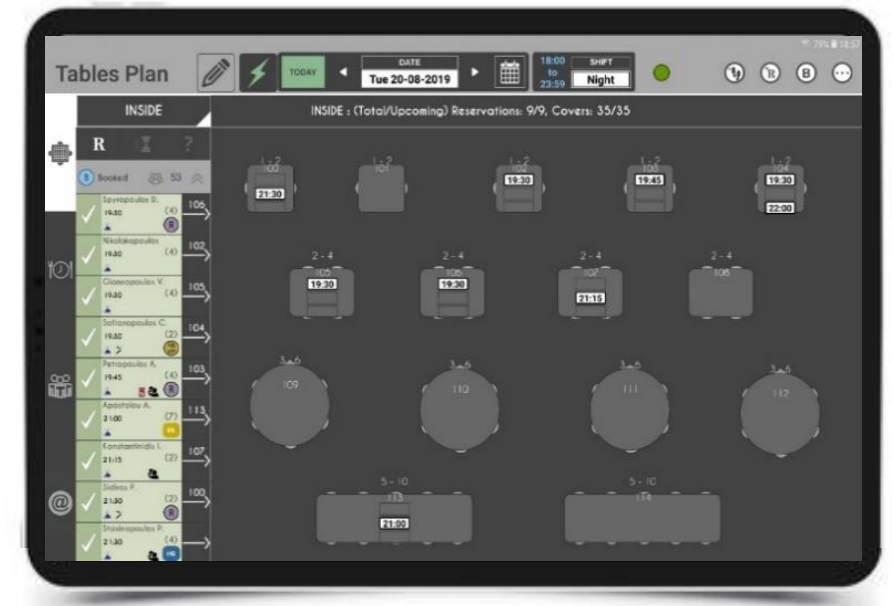 79% 18:57
Tables Plan
TODAY
DATE
Tue 20-08-2019
18:00
to
23:59
SHIFT
Night
R
B
INSIDE
INSIDE : (Total/Upcoming) Reservations: 9/9, Covers: 35/35
R
?
Booked 53
Spyropoulos D.
19:30 (4)
R
106
Nikolakopoulos
19:30 (4)
102
19:30 (4)
105
Sofianopoulos C.
19:30 (2)
104
Petropoulos A.
19:45 (4)
R
103
Apostolou A.
21:00 (7)
113
Konstantinidis I.
21:15 (2)
107
Sideras P.
21:30 (2)
R
100
21:30 (4)
@
1 - 2
100
21:30
1 - 2
101
1 - 2
102
19:30
1 - 2
103
19:45
1 - 2
104
19:30
22:00
2 - 4
105
19:30
2 - 4
106
19:30
2 - 4
107
21:15
2 - 4
108
3 - 6
109
3 - 6
110
3 - 6
111
3 - 6
112
5 - 10
113
21:00
5 - 10
114